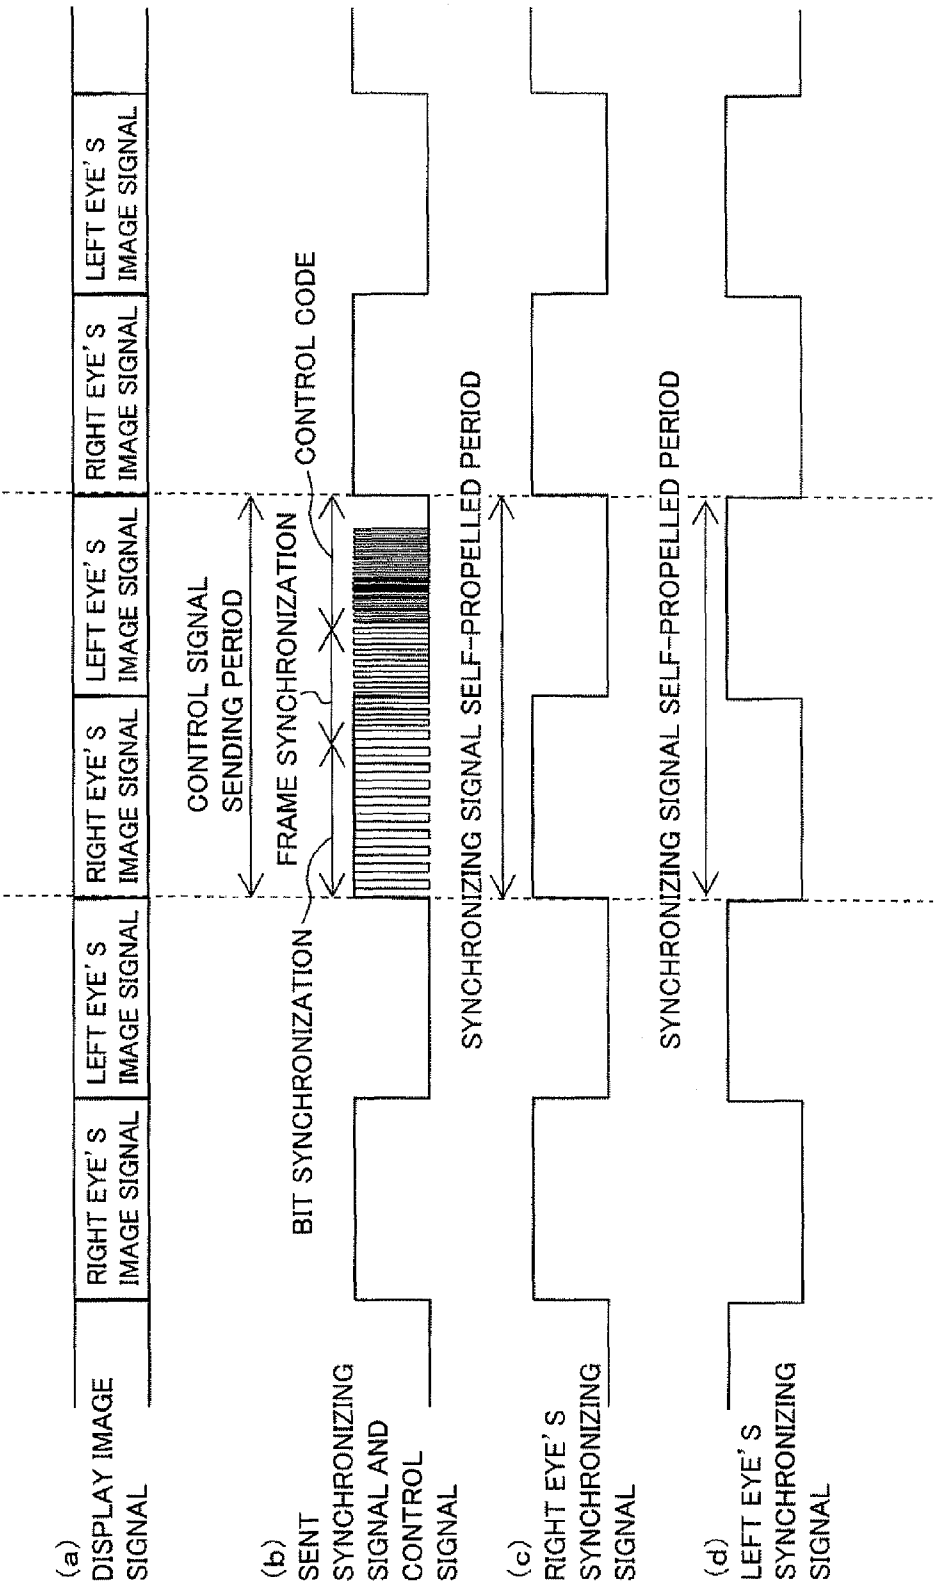 (a)
DISPLAY IMAGE
SIGNAL
RIGHT EYE'S
IMAGE SIGNAL
LEFT EYE'S
IMAGE SIGNAL
RIGHT EYE'S
IMAGE SIGNAL
LEFT EYE'S
IMAGE SIGNAL
RIGHT EYE'S
IMAGE SIGNAL
LEFT EYE'S
IMAGE SIGNAL
CONTROL SIGNAL
SENDING PERIOD
(b)
SENT
SYNCHRONIZING
SIGNAL AND
CONTROL
SIGNAL
BIT SYNCHRONIZATION
FRAME SYNCHRONIZATION
CONTROL CODE
SYNCHRONIZING SIGNAL SELF-PROPELLED PERIOD
(c)
RIGHT EYE'S
SYNCHRONIZING
SIGNAL
SYNCHRONIZING SIGNAL SELF-PROPELLED PERIOD
(d)
LEFT EYE'S
SYNCHRONIZING
SIGNAL